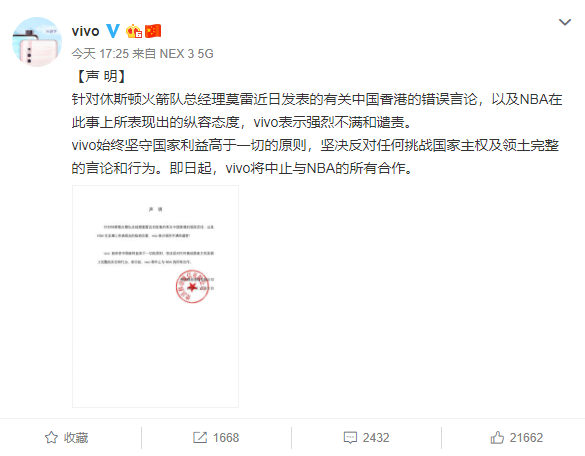 vivo
今天 17:25 来自 NEX 3 5G
【声 明】
针对休斯顿火箭队总经理莫雷近日发表的有关中国香港的错误言论，以及NBA在
此事上所表现出的纵容态度，vivo表示强烈不满和谴责。
vivo始终坚守国家利益高于一切的原则，坚决反对任何挑战国家主权及领土完整
的言论和行为。即日起，vivo将中止与NBA的所有合作。
声 明
收藏
1668
2432
21662